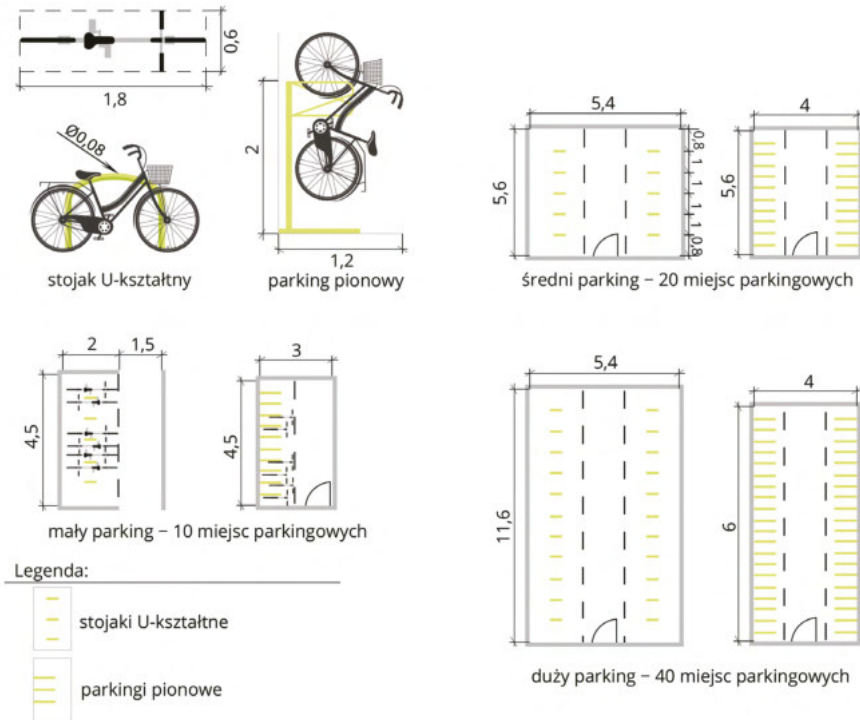 0,6
1,8
Ø0,08
stojak U-kształtny
2
1,2
parking pionowy
5,4
5,6
0,8
1
1
1
1
0,8
4
5,6
średni parking – 20 miejsc parkingowych
2
1,5
4,5
3
4,5
mały parking – 10 miejsc parkingowych
5,4
11,6
4
6
duży parking – 40 miejsc parkingowych
Legenda:
stojaki U-kształtne
parkingi pionowe